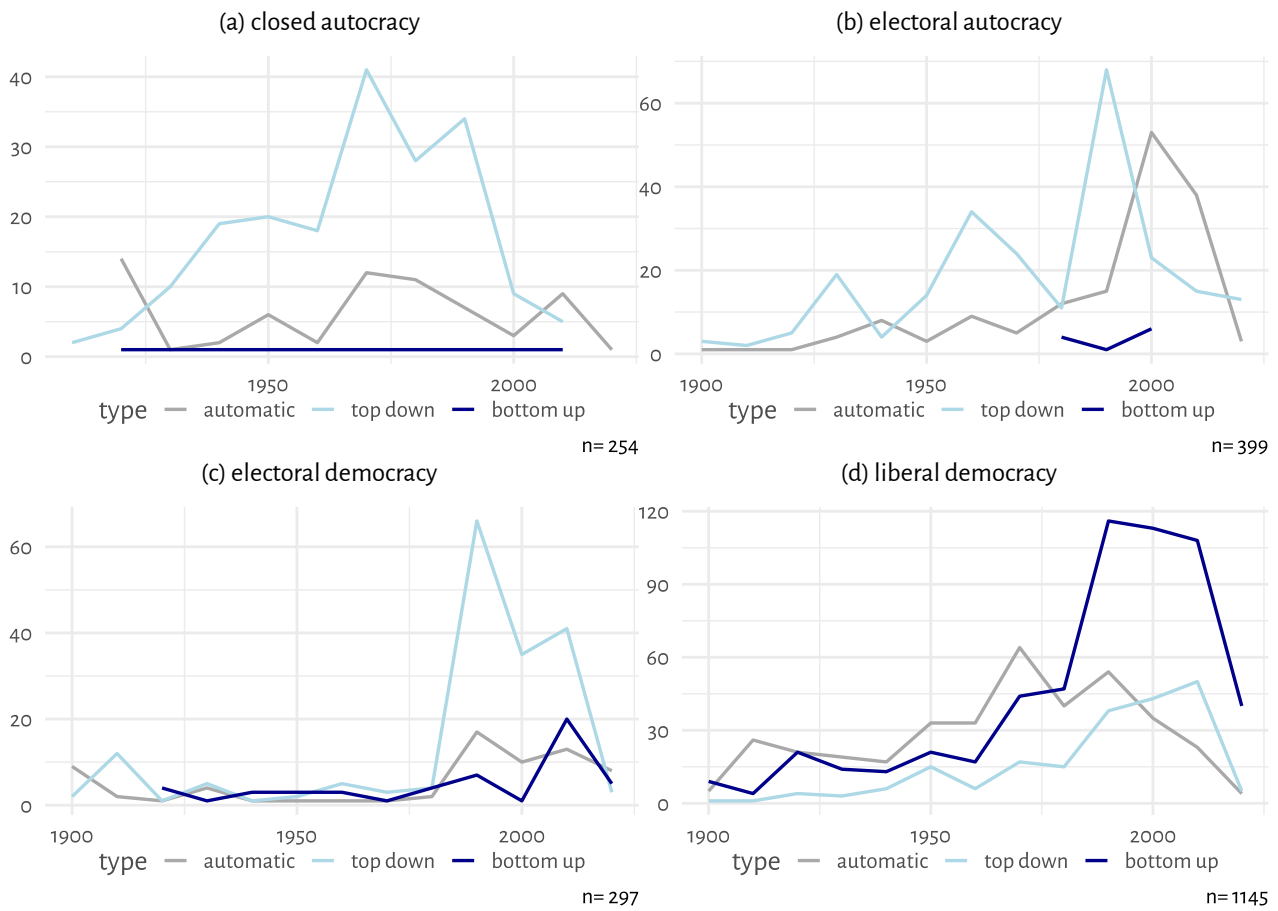 (a) closed autocracy
40
30
20
10
0
1950 2000
type automatic top down bottom up
n= 254
(b) electoral autocracy
60
40
20
0
1900 1950 2000
type automatic top down bottom up
n= 399
(c) electoral democracy
60
40
20
0
1900 1950 2000
type automatic top down bottom up
n= 297
(d) liberal democracy
120
90
60
30
0
1900 1950 2000
type automatic top down bottom up
n= 1145